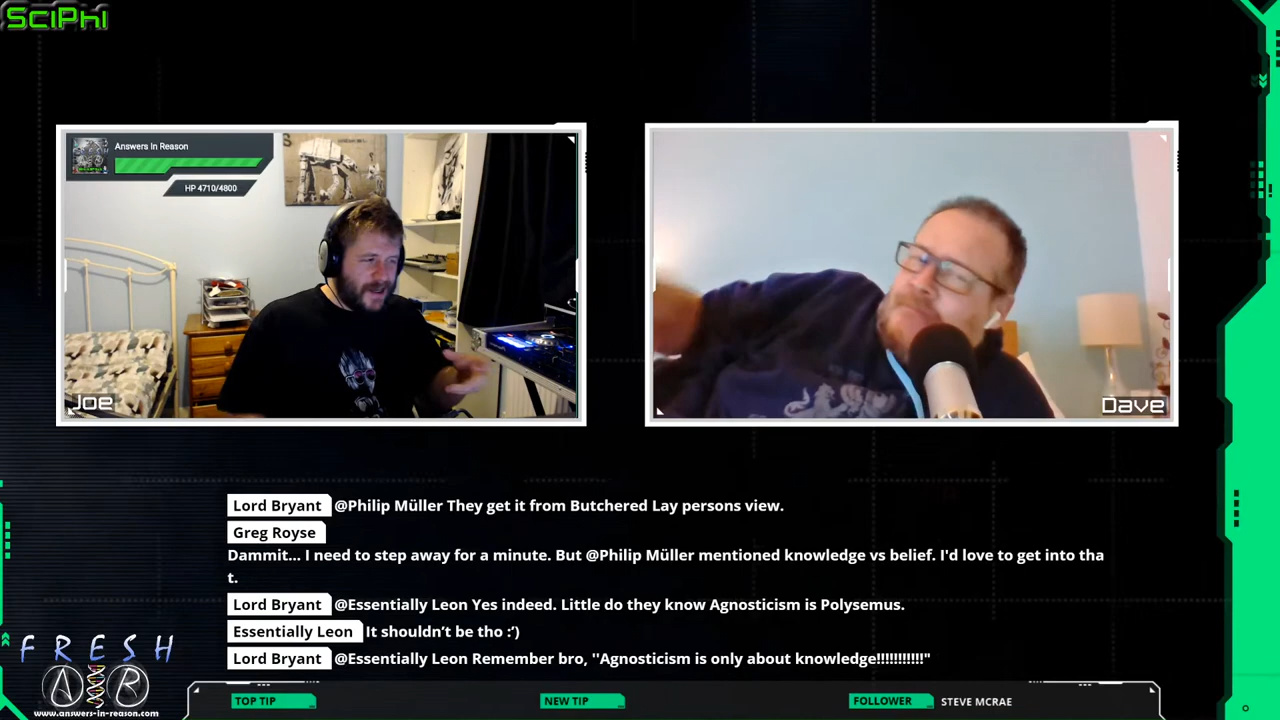 SCIPHI
Answers In Reason
HP 4710/4800
Joe
Dave
Lord Bryant @Philip Müller They get it from Butchered Lay persons view.
Greg Royse
Dammit... I need to step away for a minute. But @Philip Müller mentioned knowledge vs belief. I'd love to get into tha
t.
Lord Bryant @Essentially Leon Yes indeed. Little do they know Agnosticism is Polysemus.
Essentially Leon It shouldn't be tho :')
Lord Bryant @Essentially Leon Remember bro, ''Agnosticism is only about knowledge!!!!!!!!!!!"
FRESH
A R
www.answers-in-reason.com
TOP TIP
NEW TIP
FOLLOWER STEVE MCRAE